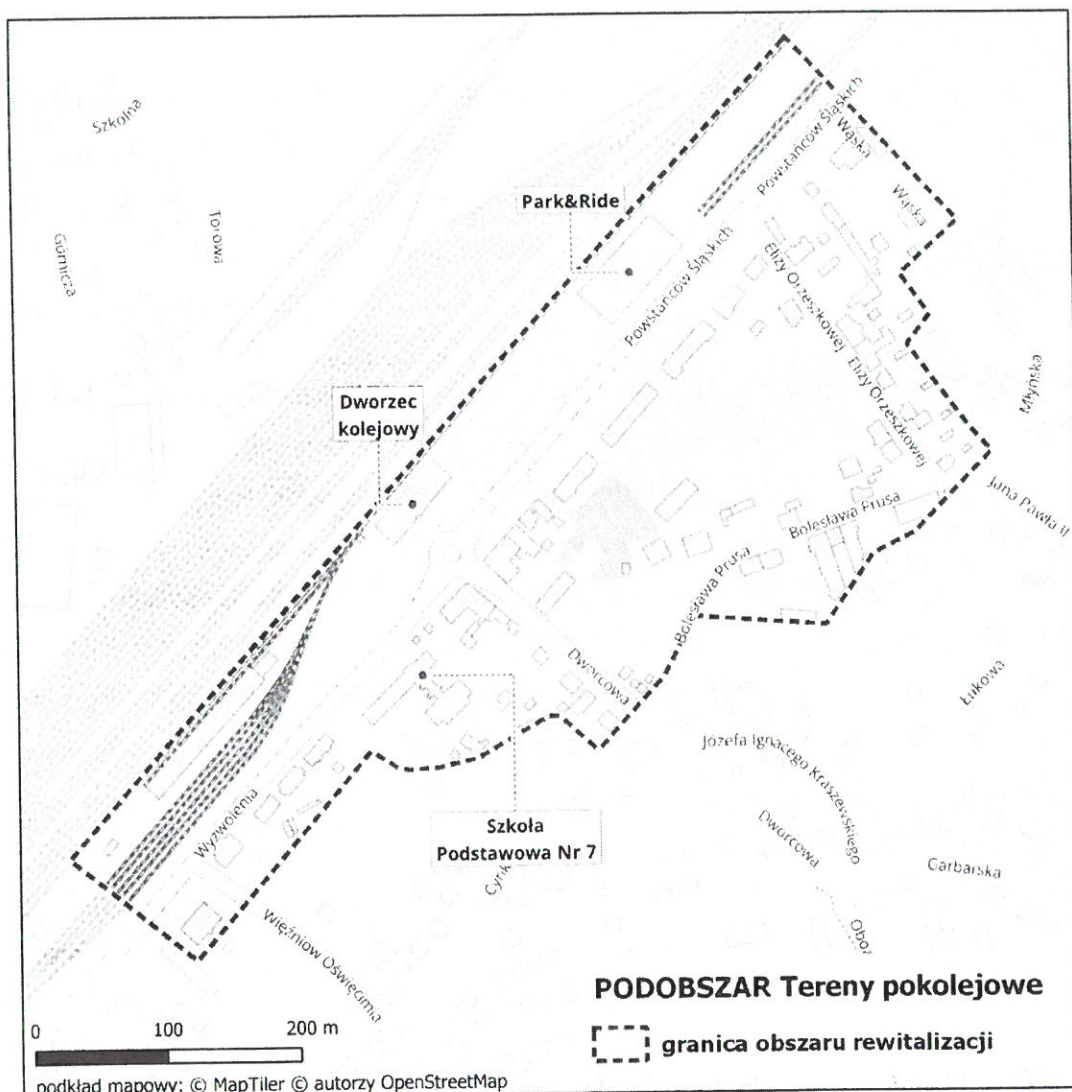 Szkolna
Torowa
Górnicza
Park&Ride
Powstańców Śląskich
Wąska
Wąska
Powstańców Śląskich
Elizy Orzeszkowej
Elizy Orzeszkowej
Młyńska
Dworzec
kolejowy
Jana Pawła II
Bolesława Prusa
Bolesława Prusa
Dworcowa
Łukowa
Józefa Ignacego Kraszewskiego
Wyzwolenia
Szkoła
Podstawowa Nr 7
Dworcowa
Garbarska
Więźniów Oświęcimia
PODOBSZAR Tereny pokolejowe
granica obszaru rewitalizacji
0 100 200 m
podkład mapowy: © MapTiler © autorzy OpenStreetMap